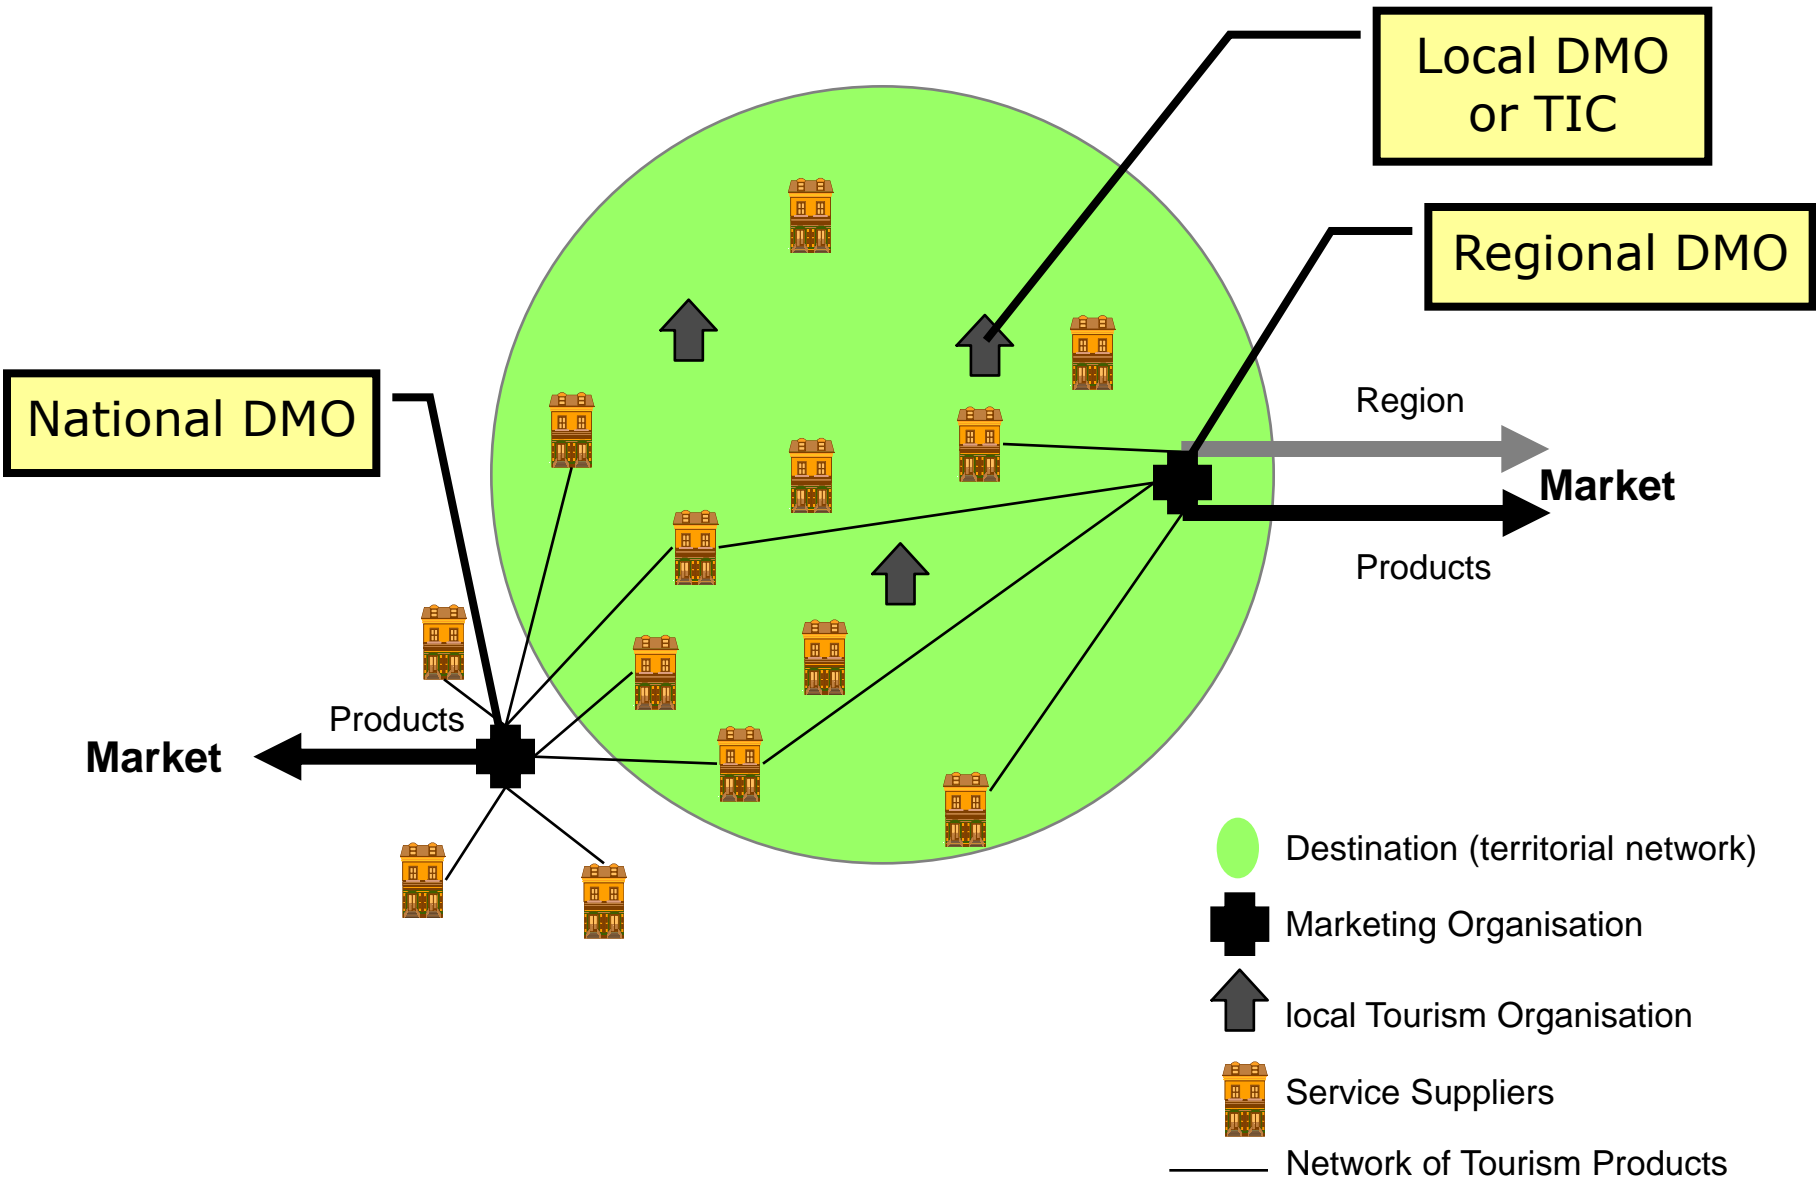 Local DMO
or TIC
Regional DMO
National DMO
Region
Market
Products
Products
Market
Destination (territorial network)
Marketing Organisation
local Tourism Organisation
Service Suppliers
Network of Tourism Products